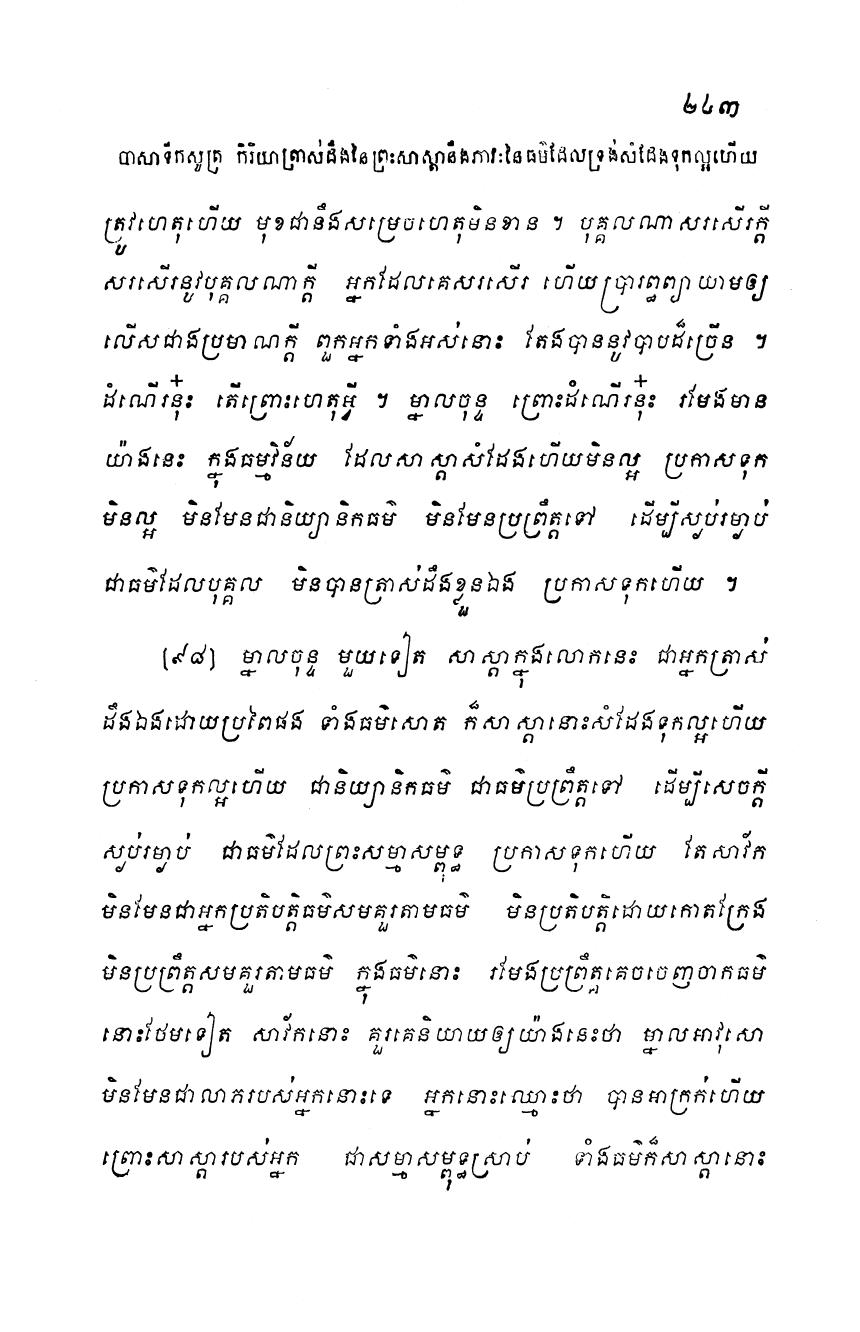 ២៤៣
បាសាទិកសូត្រ កិរិយាត្រាស់ដឹងនៃព្រះសាស្តានឹងភាវៈនៃធម៌ដែលទ្រង់សំដែងទុកល្អហើយ
ត្រូវហេតុហើយ មុខជានឹងសម្រេចហេតុមិនខាន ។ បុគ្គលណាសរសើរក្តី
សរសើរនូវបុគ្គលណាក្តី អ្នកដែលគេសរសើរ ហើយប្រារព្ធព្យាយាមឲ្យ
លើសជាងប្រមាណក្តី ពួកអ្នកទាំងអស់នោះ តែងបាននូវបាបដ៏ច្រើន ។
ដំណើរនុ៎ះ តើព្រោះហេតុអ្វី ។ ម្នាលចុន្ទ ព្រោះដំណើរនុ៎ះ រមែងមាន
យ៉ាងនេះ ក្នុងធម្មវិន័យ ដែលសាស្តាសំដែងហើយមិនល្អ ប្រកាសទុក
មិនល្អ មិនមែនជានិយ្យានិកធម៌ មិនមែនប្រព្រឹត្តទៅ ដើម្បីស្ងប់រម្ងាប់
ជាធម៌ដែលបុគ្គល មិនបានត្រាស់ដឹងខ្លួនឯង ប្រកាសទុកហើយ ។
[៩៨] ម្នាលចុន្ទ មួយទៀត សាស្តាក្នុងលោកនេះ ជាអ្នកត្រាស់
ដឹងឯងដោយប្រពៃផង ទាំងធម៌សោត ក៏សាស្តានោះសំដែងទុកល្អហើយ
ប្រកាសទុកល្អហើយ ជានិយ្យានិកធម៌ ជាធម៌ប្រព្រឹត្តទៅ ដើម្បីសេចក្តី
ស្ងប់រម្ងាប់ ជាធម៌ដែលព្រះសម្មាសម្ពុទ្ធ ប្រកាសទុកហើយ តែសាវ័ក
មិនមែនជាអ្នកប្រតិបត្តិធម៌សមគួរតាមធម៌ មិនប្រតិបត្តិដោយកោតក្រែង
មិនប្រព្រឹត្តសមគួរតាមធម៌ ក្នុងធម៌នោះ រមែងប្រព្រឹត្តគេចចេញចាកធម៌
នោះថែមទៀត សាវ័កនោះ គួរគេនិយាយឲ្យយ៉ាងនេះថា ម្នាលអាវុសោ
មិនមែនជាលាភរបស់អ្នកនោះទេ អ្នកនោះឈ្មោះថា បានអាក្រក់ហើយ
ព្រោះសាស្តារបស់អ្នក ជាសម្មាសម្ពុទ្ធស្រាប់ ទាំងធម៌ក៏សាស្តានោះ